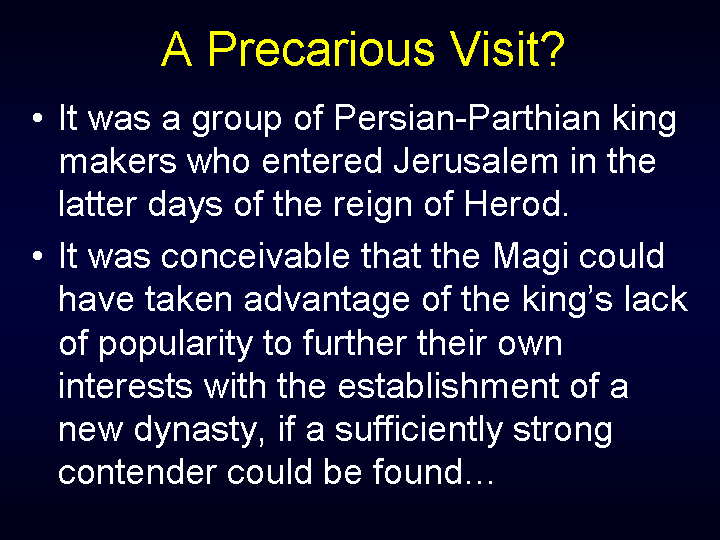 A Precarious Visit?
• It was a group of Persian-Parthian king
makers who entered Jerusalem in the
latter days of the reign of Herod.
• It was conceivable that the Magi could
have taken advantage of the king’s lack
of popularity to further their own
interests with the establishment of a
new dynasty, if a sufficiently strong
contender could be found…